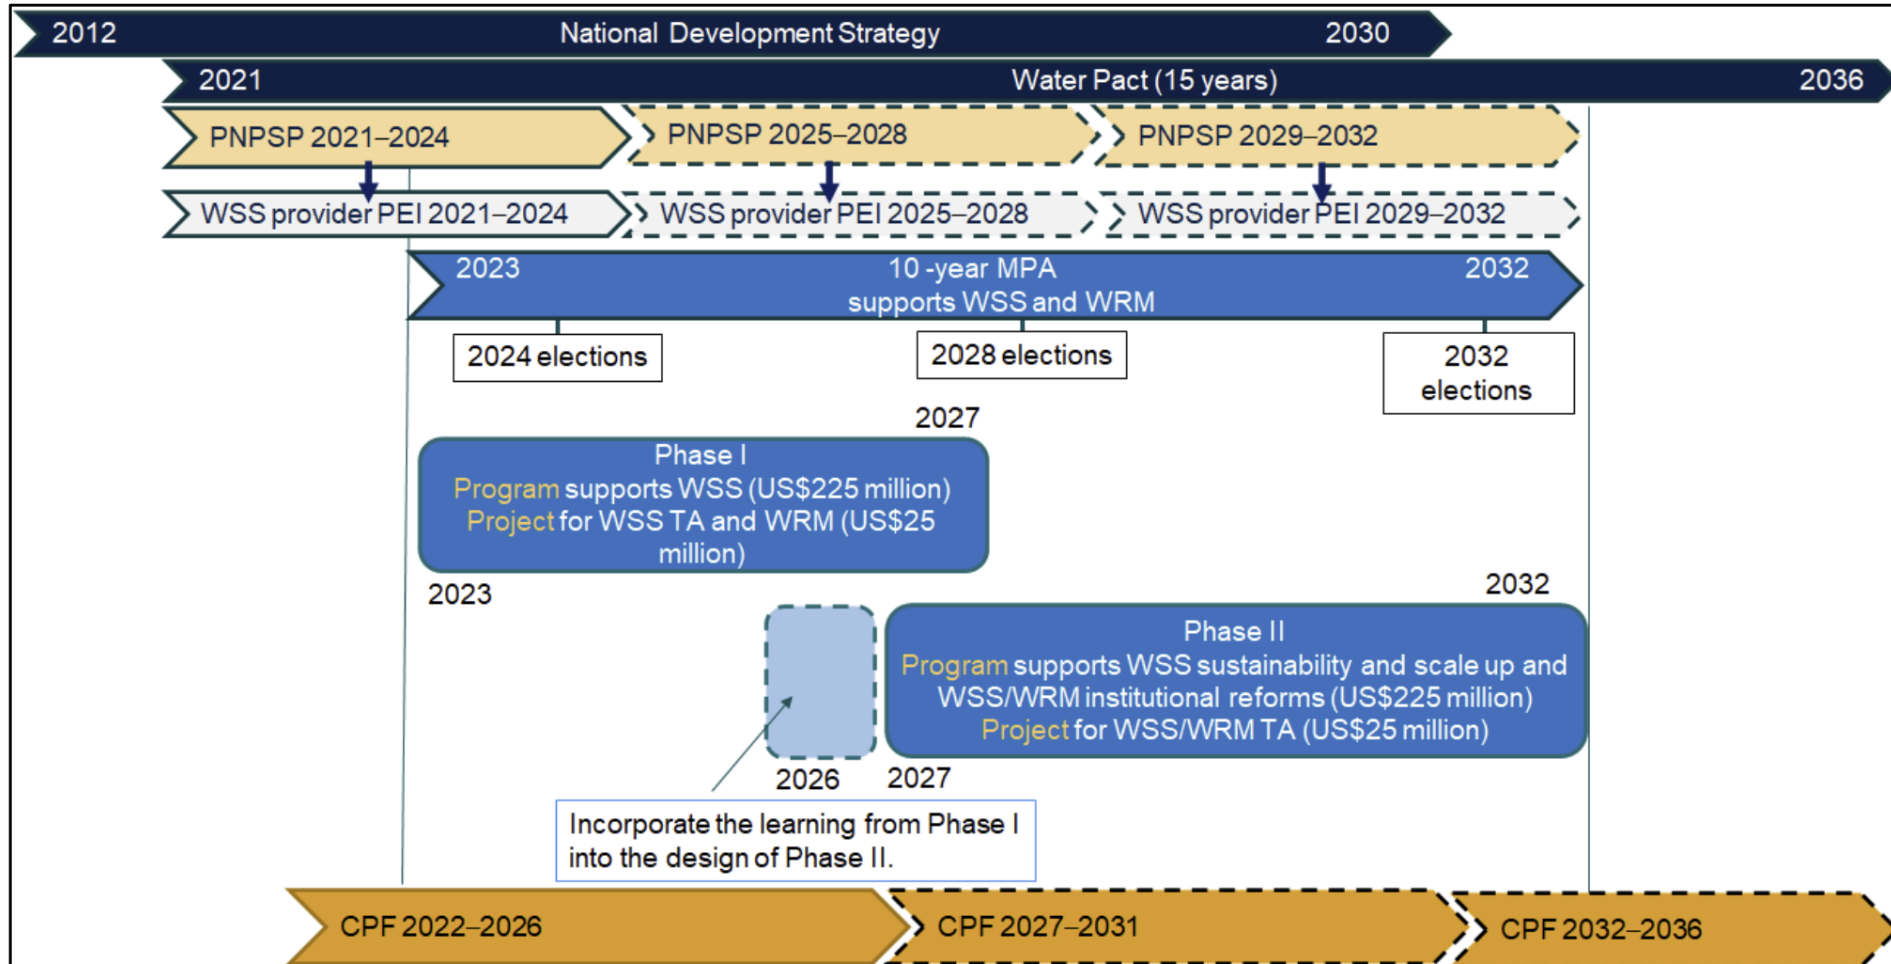 2012 National Development Strategy 2030
2021 Water Pact (15 years) 2036
PNPSP 2021–2024 PNPSP 2025–2028 PNPSP 2029–2032
WSS provider PEI 2021–2024 WSS provider PEI 2025–2028 WSS provider PEI 2029–2032
2023 10 -year MPA 2032
supports WSS and WRM
2024 elections
2028 elections
2032
elections
2027
Phase I
Program supports WSS (US$225 million)
Project for WSS TA and WRM (US$25
million)
2023
2032
Phase II
Program supports WSS sustainability and scale up and
WSS/WRM institutional reforms (US$225 million)
Project for WSS/WRM TA (US$25 million)
2026 2027
Incorporate the learning from Phase I
into the design of Phase II.
CPF 2022–2026 CPF 2027–2031 CPF 2032–2036